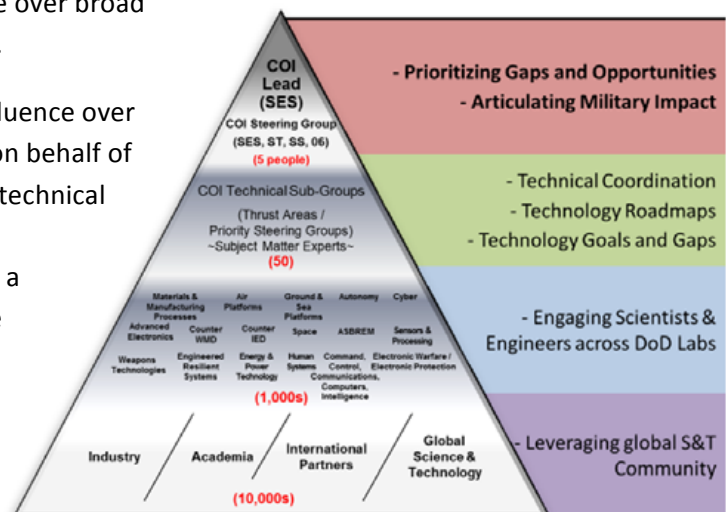 e over broad
.
fluence over
on behalf of
technical
a
e
COI
Lead
(SES)
COI Steering Group
(SES, ST, SS, 06)
(5 people)
COI Technical Sub-Groups
(Thrust Areas /
Priority Steering Groups)
~Subject Matter Experts~
(50)
Materials &
Manufacturing
Processes
Air
Platforms
Ground &
Sea
Platforms
Autonomy
Cyber
Advanced
Electronics
Counter
WMD
Counter
IED
Space
ASBREM
Sensors &
Processing
Weapons
Technologies
Engineered
Resilient
Systems
Energy &
Power
Technology
Human
Systems
Command,
Control,
Communications,
Computers,
Intelligence
Electronic Warfare /
Electronic Protection
(1,000s)
Industry
Academia
International
Partners
Global
Science &
Technology
(10,000s)
- Prioritizing Gaps and Opportunities
- Articulating Military Impact
- Technical Coordination
- Technology Roadmaps
- Technology Goals and Gaps
- Engaging Scientists &
Engineers across DoD Labs
- Leveraging global S&T
Community